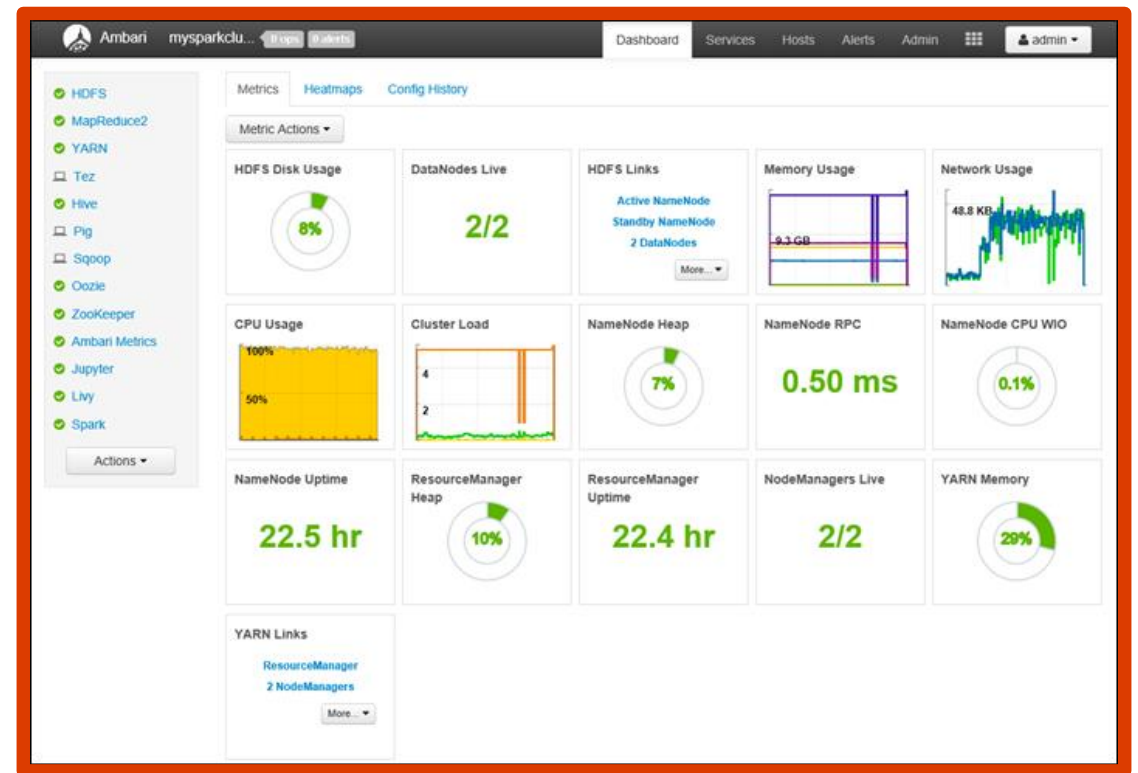 Ambari mysparkclu... 0 ops 0 alerts Dashboard Services Hosts Alerts Admin admin
HDFS
MapReduce2
YARN
Tez
Hive
Pig
Sqoop
Oozie
ZooKeeper
Ambari Metrics
Jupyter
Livy
Spark
Actions
Metrics Heatmaps Config History
Metric Actions
HDFS Disk Usage
8%
DataNodes Live
2/2
HDFS Links
Active NameNode
Standby NameNode
2 DataNodes
More...
Memory Usage
9.3 GB
Network Usage
48.8 KB
CPU Usage
100%
50%
Cluster Load
4
2
NameNode Heap
7%
NameNode RPC
0.50 ms
NameNode CPU WIO
0.1%
NameNode Uptime
22.5 hr
ResourceManager
Heap
10%
ResourceManager
Uptime
22.4 hr
NodeManagers Live
2/2
YARN Memory
29%
YARN Links
ResourceManager
2 NodeManagers
More...